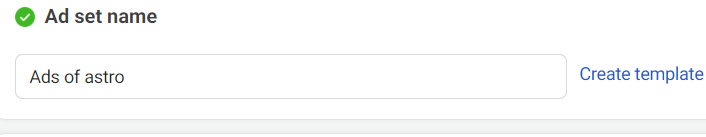 Ad set name
Ads of astro
Create template